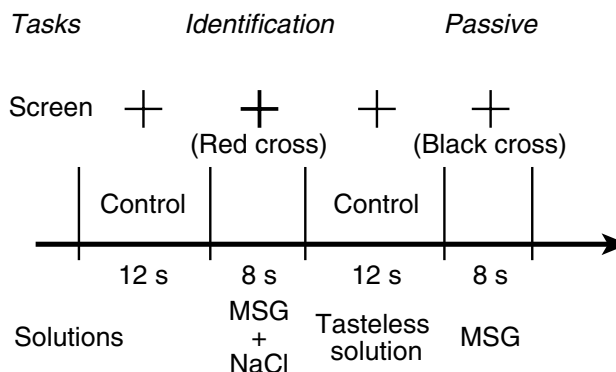 Tasks Identification Passive
Screen
(Red cross) (Black cross)
Control Control
12 s 8 s 12 s 8 s
Solutions MSG + NaCl Tasteless solution MSG